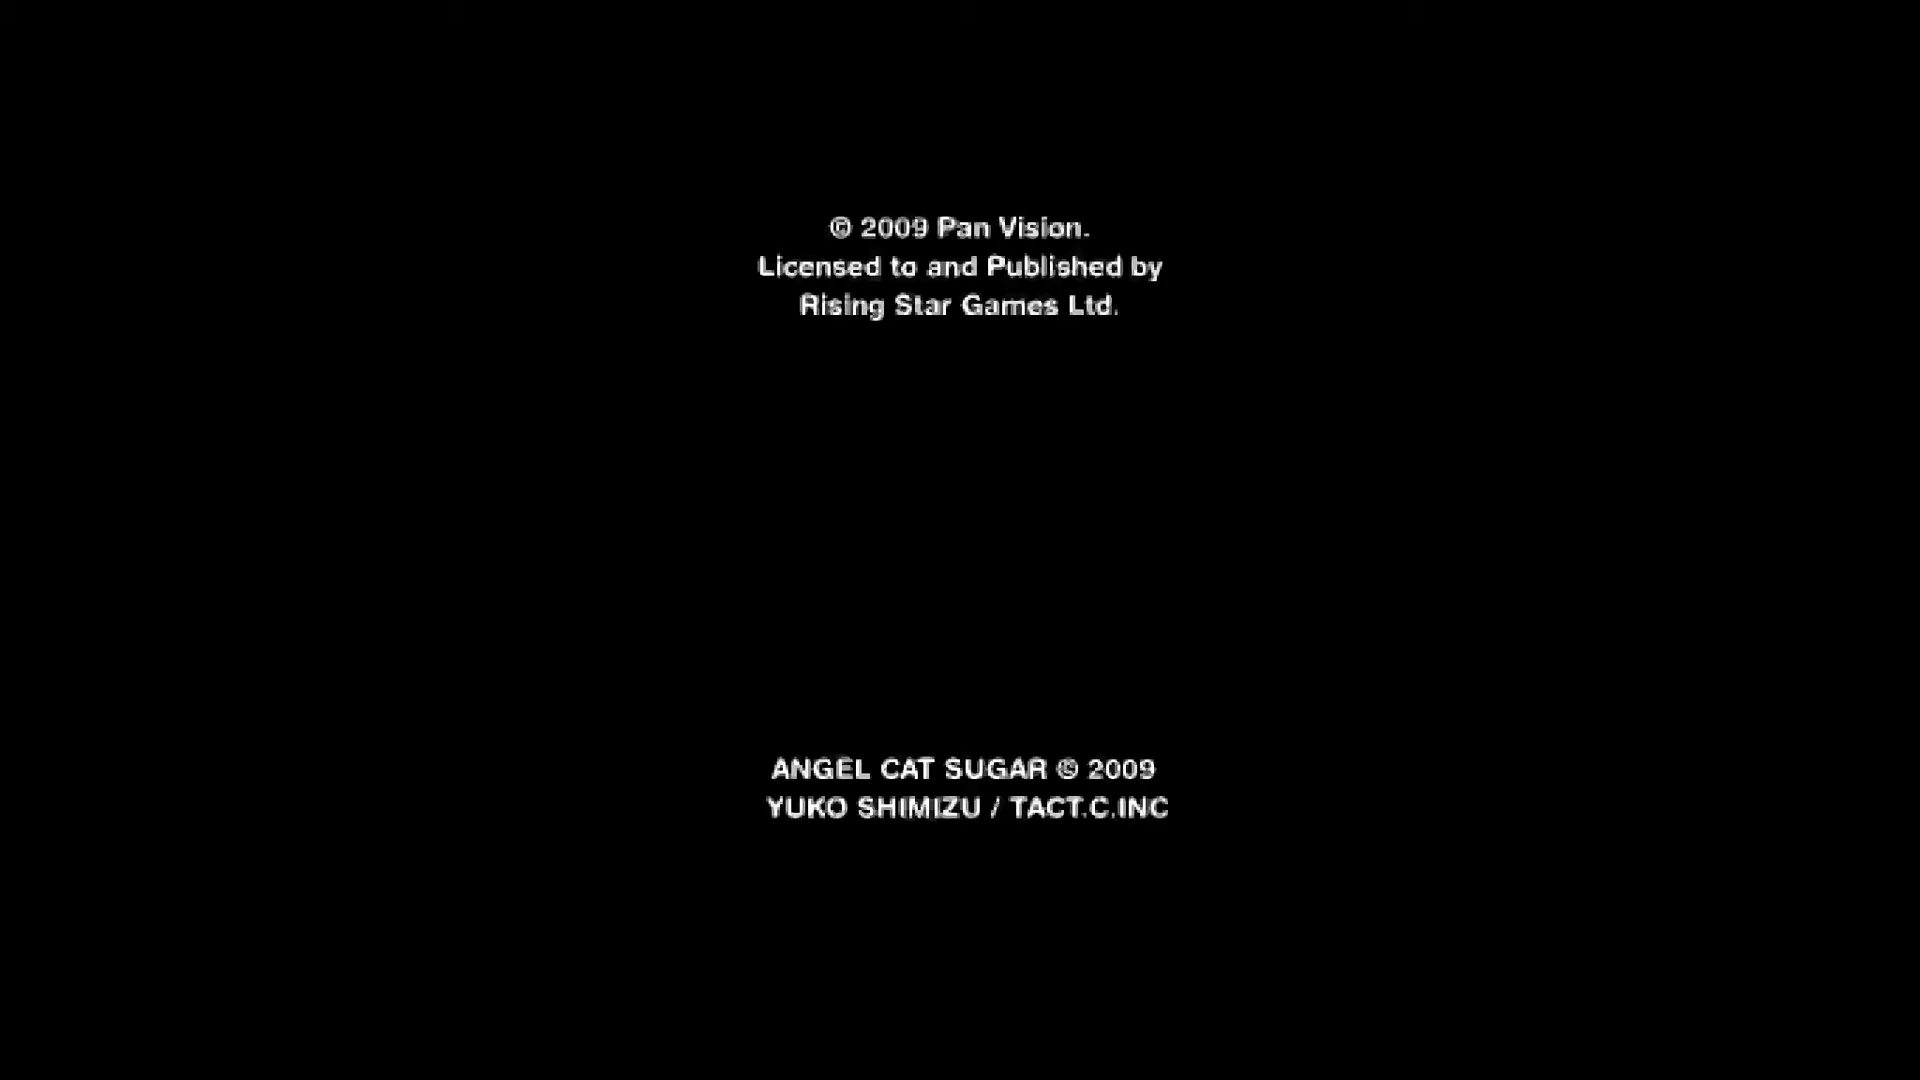 © 2009 Pan Vision.
Licensed to and Published by
Rising Star Games Ltd.
ANGEL CAT SUGAR © 2009
YUKO SHIMIZU / TACT.C.INC